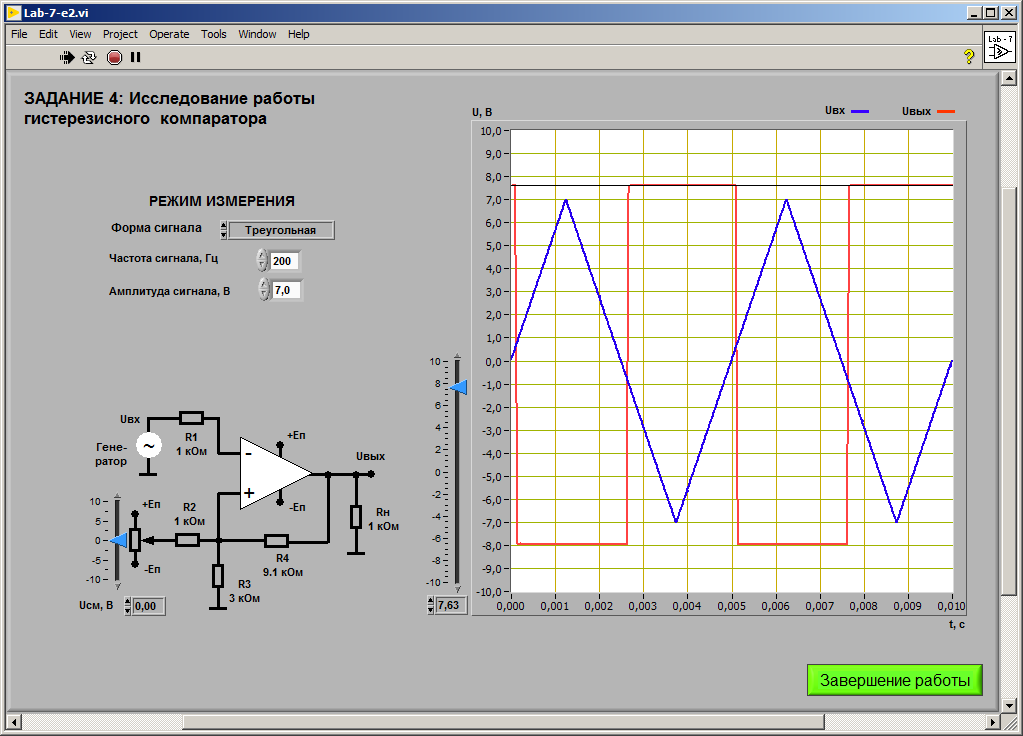 Lab-7-e2.vi
File Edit View Project Operate Tools Window Help
?
Lab - 7
ЗАДАНИЕ 4: Исследование работы
гистерезисного компаратора
РЕЖИМ ИЗМЕРЕНИЯ
Форма сигнала
Треугольная
Частота сигнала, Гц
200
Амплитуда сигнала, В
7,0
U, В
Uвх
Uвых
10,0
9,0
8,0
7,0
6,0
5,0
4,0
3,0
2,0
1,0
0,0
-1,0
-2,0
-3,0
-4,0
-5,0
-6,0
-7,0
-8,0
-9,0
-10,0
0,000 0,001 0,002 0,003 0,004 0,005 0,006 0,007 0,008 0,009 0,010
t, с
10
8
6
4
2
0
-2
-4
-6
-8
-10
7,63
Uвх
R1
1 кОм
Гене-
ратор
~
-
+
+Еп
-Еп
Uвых
Rн
1 кОм
R2
1 кОм
R4
9.1 кОм
R3
3 кОм
+Еп
-Еп
10
5
0
-5
-10
Uсм, В
0,00
Завершение работы